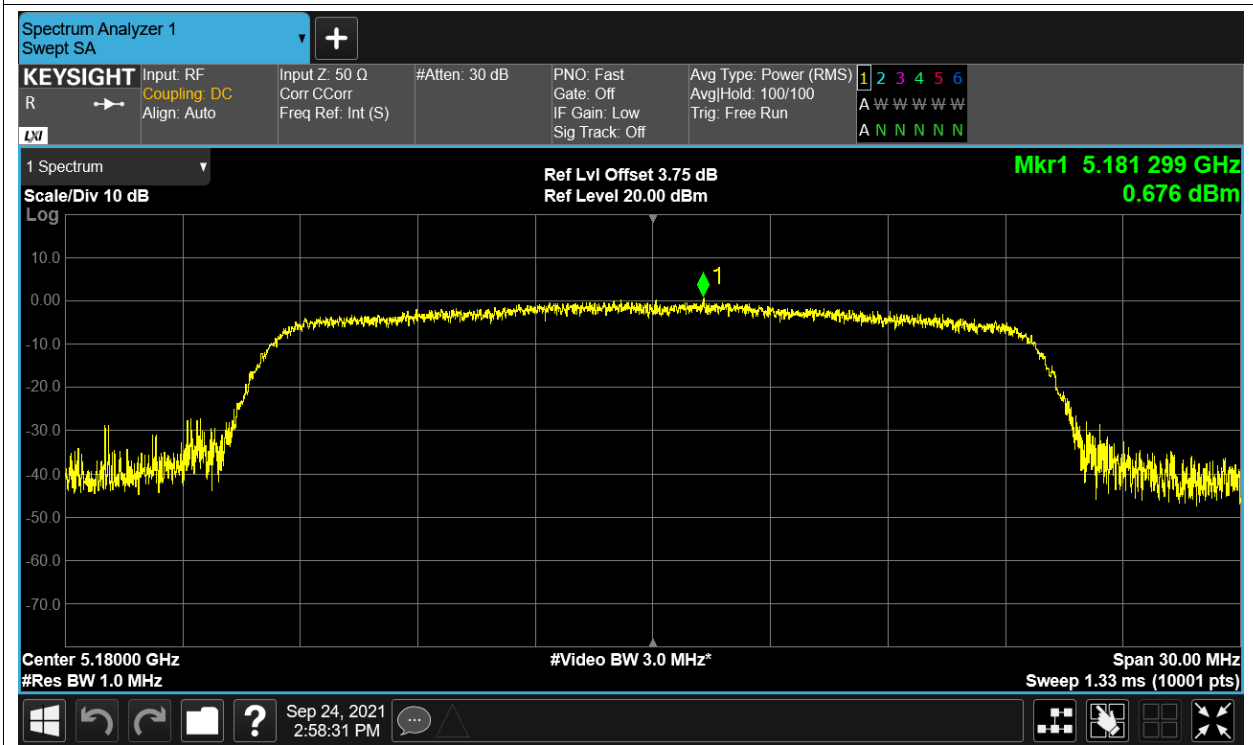 Spectrum Analyzer 1
Swept SA
KEYSIGHT
R
LXI
Input: RF
Coupling: DC
Align: Auto
Input Z: 50 Ω
Corr CCorr
Freq Ref: Int (S)
#Atten: 30 dB
PNO: Fast
Gate: Off
IF Gain: Low
Sig Track: Off
Avg Type: Power (RMS)
Avg|Hold: 100/100
Trig: Free Run
1 2 3 4 5 6
A W W W W W
A N N N N N
1 Spectrum
Scale/Div 10 dB
Log
Ref Lvl Offset 3.75 dB
Ref Level 20.00 dBm
Mkr1 5.181 299 GHz
0.676 dBm
10.0
0.00
-10.0
-20.0
-30.0
-40.0
-50.0
-60.0
-70.0
1
Center 5.18000 GHz
#Res BW 1.0 MHz
#Video BW 3.0 MHz*
Span 30.00 MHz
Sweep 1.33 ms (10001 pts)
?
Sep 24, 2021
2:58:31 PM